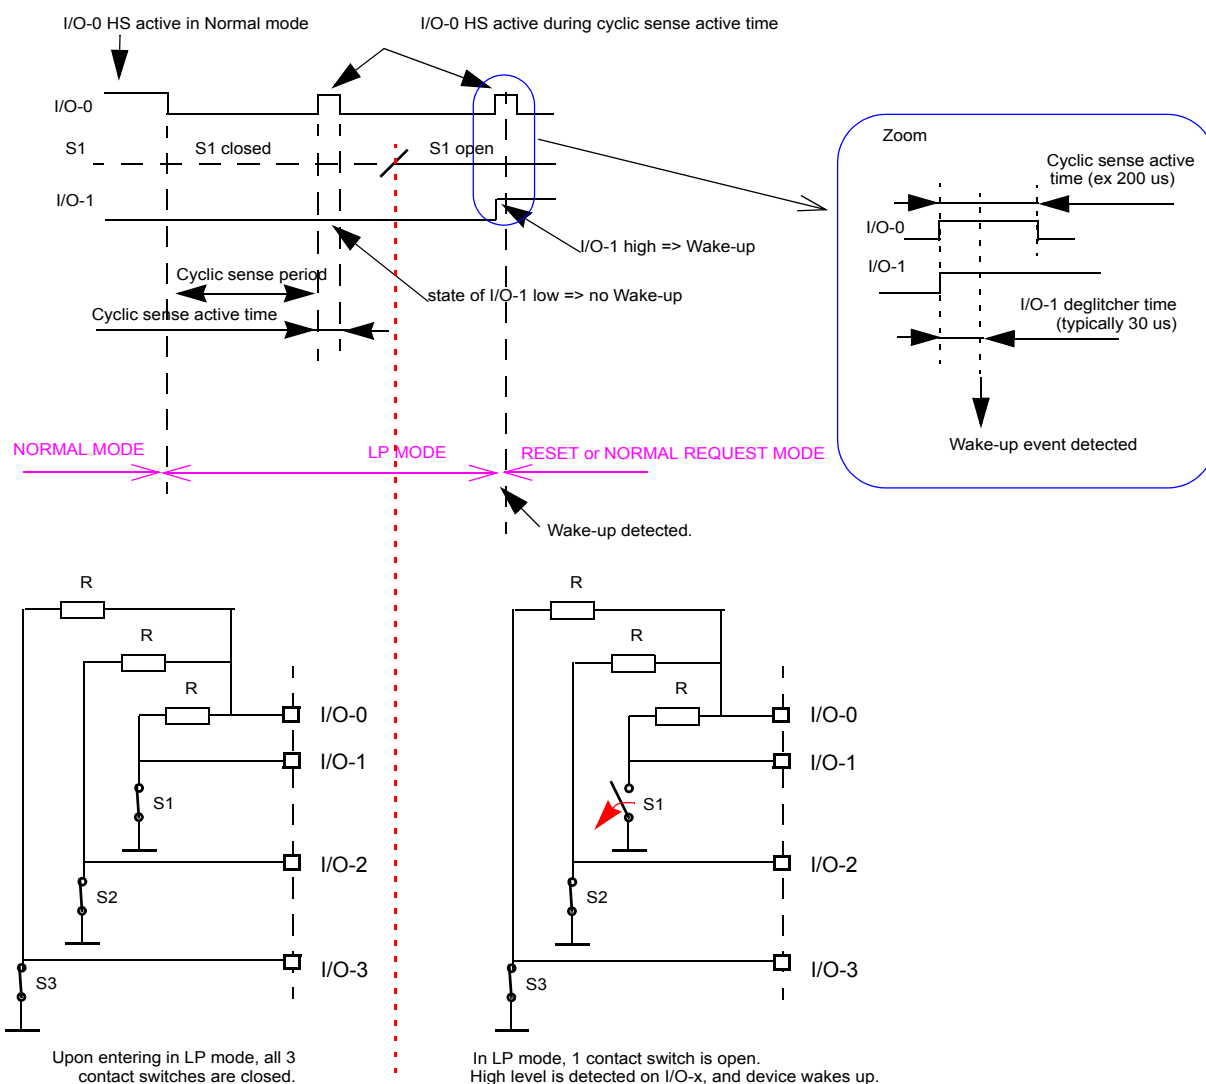 I/O-0 HS active in Normal mode
I/O-0 HS active during cyclic sense active time
I/O-0
S1
S1 closed
S1 open
I/O-1
I/O-1 high => Wake-up
Cyclic sense period
state of I/O-1 low => no Wake-up
Cyclic sense active time
Zoom
Cyclic sense active
time (ex 200 us)
I/O-0
I/O-1
I/O-1 deglitcher time
(typically 30 us)
Wake-up event detected
NORMAL MODE
LP MODE
RESET or NORMAL REQUEST MODE
Wake-up detected.
R
R
R
I/O-0
I/O-1
S1
I/O-2
S2
I/O-3
S3
Upon entering in LP mode, all 3
contact switches are closed.
R
R
R
I/O-0
I/O-1
S1
I/O-2
S2
I/O-3
S3
In LP mode, 1 contact switch is open.
High level is detected on I/O-x, and device wakes up.